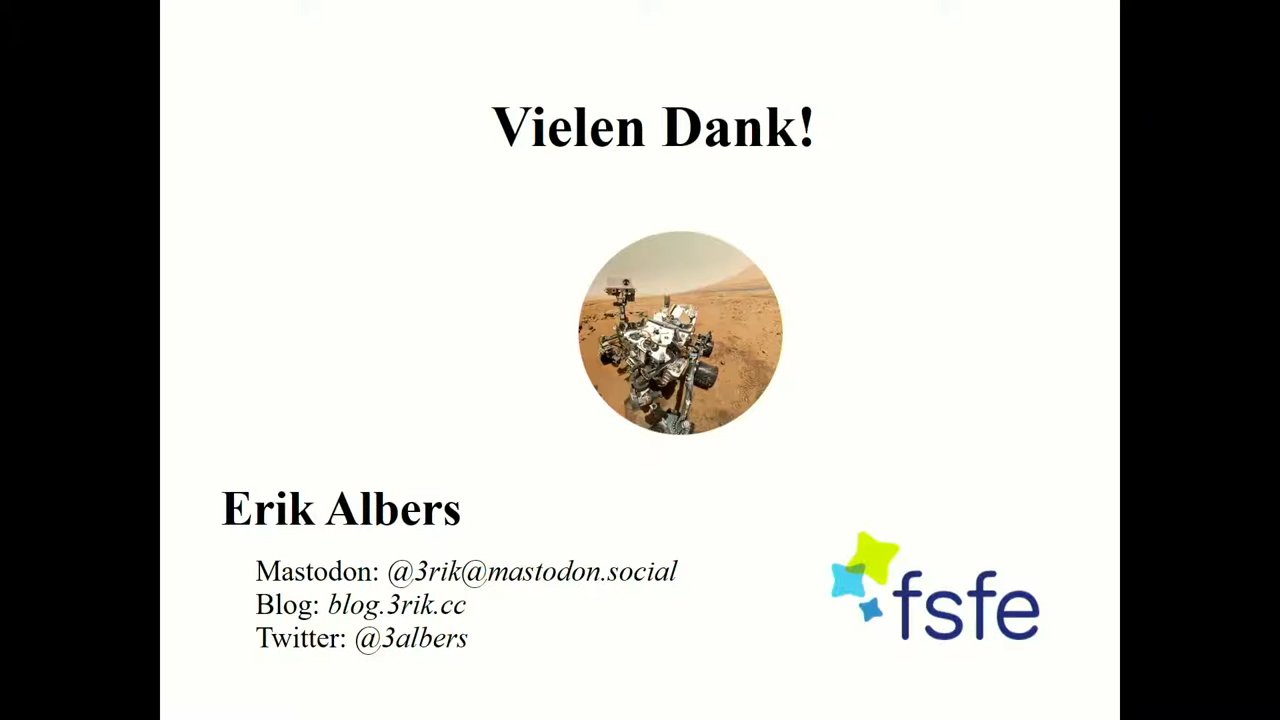 Vielen Dank!
Erik Albers
Mastodon: @3rik@mastodon.social
Blog: blog.3rik.cc
Twitter: @3albers
fsfe